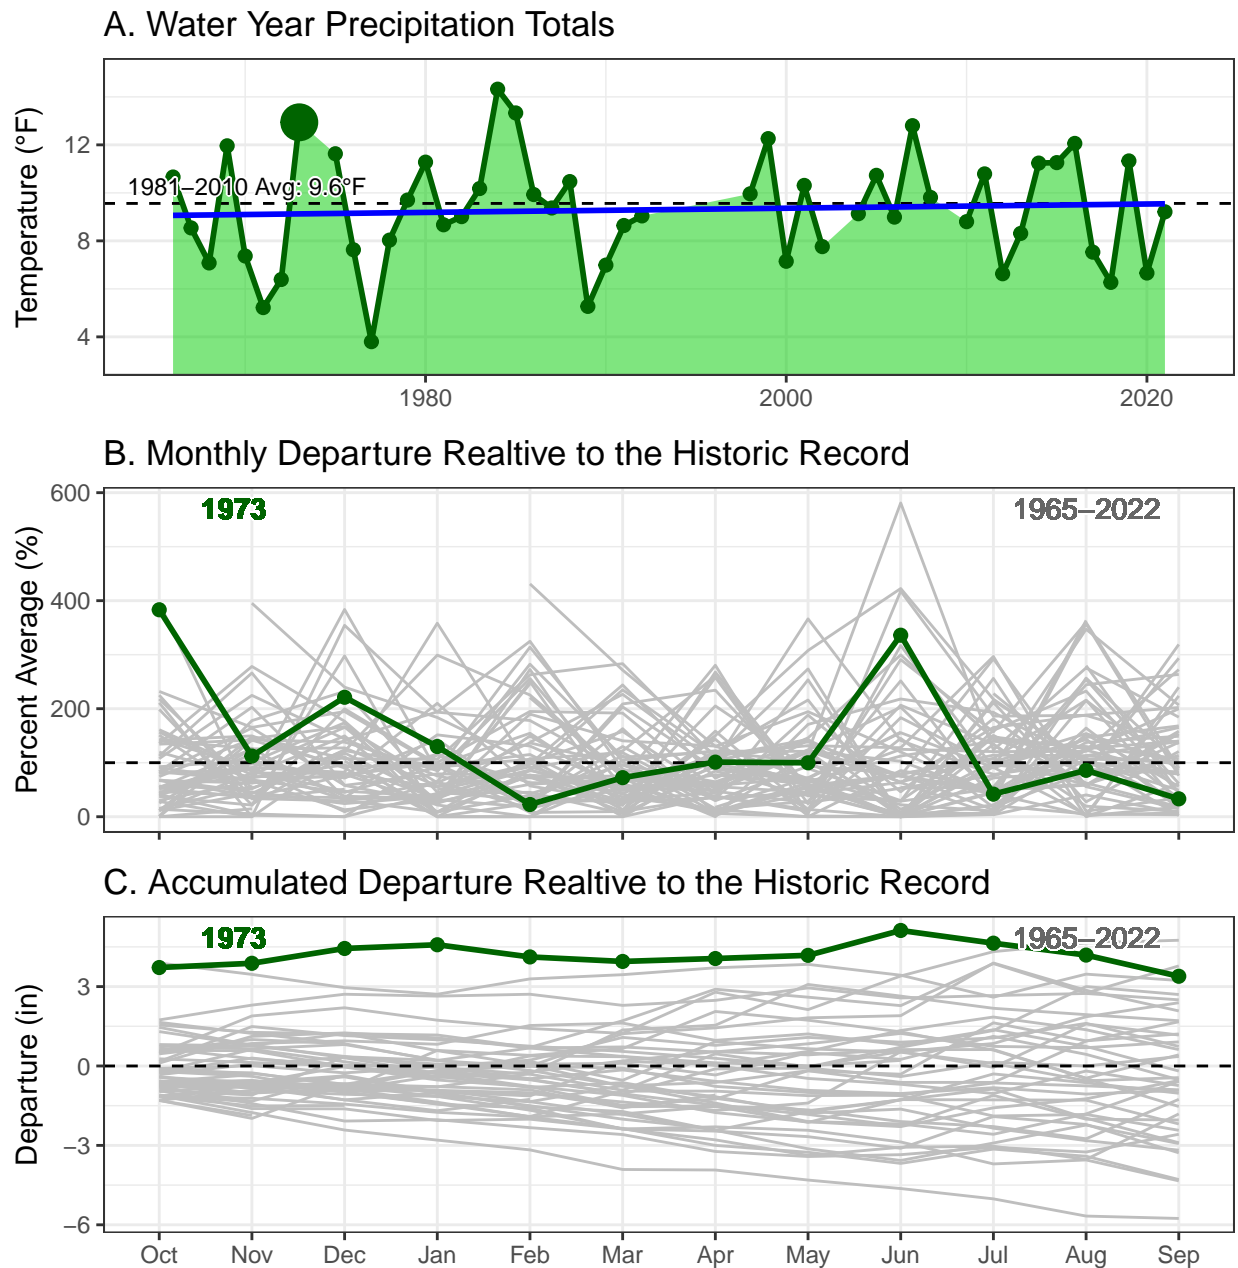 A. Water Year Precipitation Totals
Temperature (°F)
12
8
4
1981–2010 Avg: 9.6°F
1980
2000
2020
B. Monthly Departure Realtive to the Historic Record
Percent Average (%)
600
400
200
0
1973
1965–2022
C. Accumulated Departure Realtive to the Historic Record
Departure (in)
3
0
−3
−6
1973
1965–2022
Oct Nov Dec Jan Feb Mar Apr May Jun Jul Aug Sep